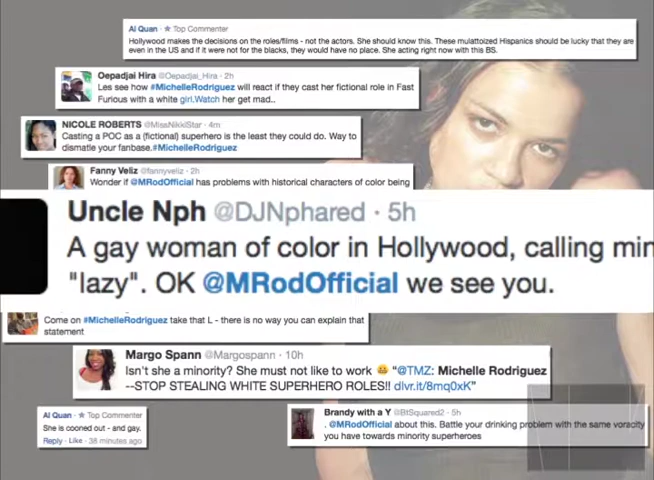 Al Quan · ★ Top Commenter
Hollywood makes the decisions on the roles/films - not the actors. She should know this. These mulattoized Hispanics should be lucky that they are
even in the US and if it were not for the blacks, they would have no place. She acting right now with this BS.
Oepadjai Hira @Oepadjai_Hira · 2h
Les see how #MichelleRodriguez will react if they cast her fictional role in Fast
Furious with a white girl.Watch her get mad..
NICOLE ROBERTS @MissNikkiStar · 4m
Casting a POC as a (fictional) superhero is the least they could do. Way to
dismatle your fanbase.#MichelleRodriguez
Fanny Veliz @fannyveliz · 2h
Wonder if @MRodOfficial has problems with historical characters of color being
Uncle Nph @DJNphared · 5h
A gay woman of color in Hollywood, calling min
"lazy". OK @MRodOfficial we see you.
Come on #MichelleRodriguez take that L - there is no way you can explain that
statement
Margo Spann @Margospann · 10h
Isn't she a minority? She must not like to work 😀 "@TMZ: Michelle Rodriguez
--STOP STEALING WHITE SUPERHERO ROLES!! dlvr.it/8mq0xK"
Al Quan · ★ Top Commenter
She is cooned out - and gay.
Reply · Like · 38 minutes ago
Brandy with a Y @BtSquared2 · 5h
. @MRodOfficial about this. Battle your drinking problem with the same voracity
you have towards minority superheroes